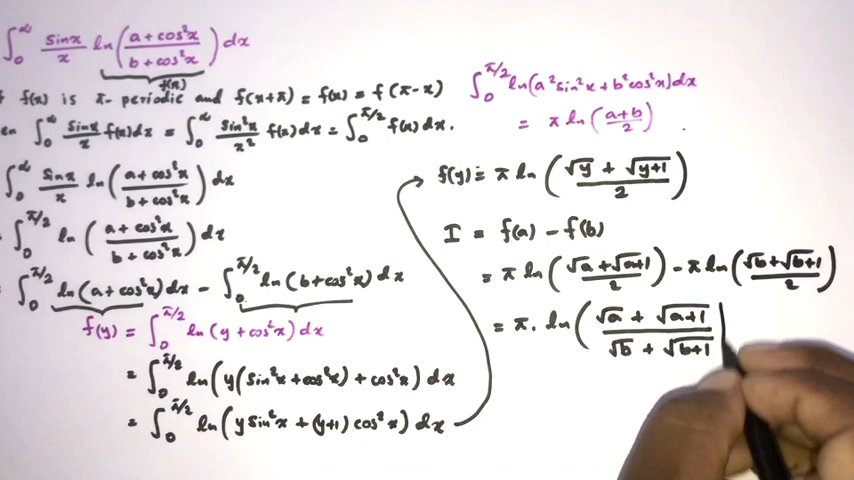 ∫₀^∞ sinx/x ln((a+cos²x)/(b+cos²x)) dx
f(x)
f(x) is π-periodic and f(x+π) = f(x) = f(π-x)
∫₀^∞ sinx/x f(x)dx = ∫₀^∞ sin²x/x² f(x)dx = ∫₀^π/2 f(x)dx.
∫₀^∞ sinx/x ln((a+cos²x)/(b+cos²x)) dx
∫₀^π/2 ln((a+cos²x)/(b+cos²x)) dx
∫₀^π/2 ln(a+cos²x)dx - ∫₀^π/2 ln(b+cos²x)dx
f(y) = ∫₀^π/2 ln(y+cos²x)dx
= ∫₀^π/2 ln(y(sin²x+cos²x)+cos²x) dx
= ∫₀^π/2 ln(y sin²x + (y+1) cos²x) dx
∫₀^π/2 ln(a²sin²x + b²cos²x)dx
= π ln((a+b)/2)
f(y) = π ln((√y + √(y+1))/2)
I = f(a) - f(b)
= π ln((√a+√(a+1))/2) - π ln((√b+√(b+1))/2)
= π. ln((√a + √(a+1))/(√b + √(b+1))